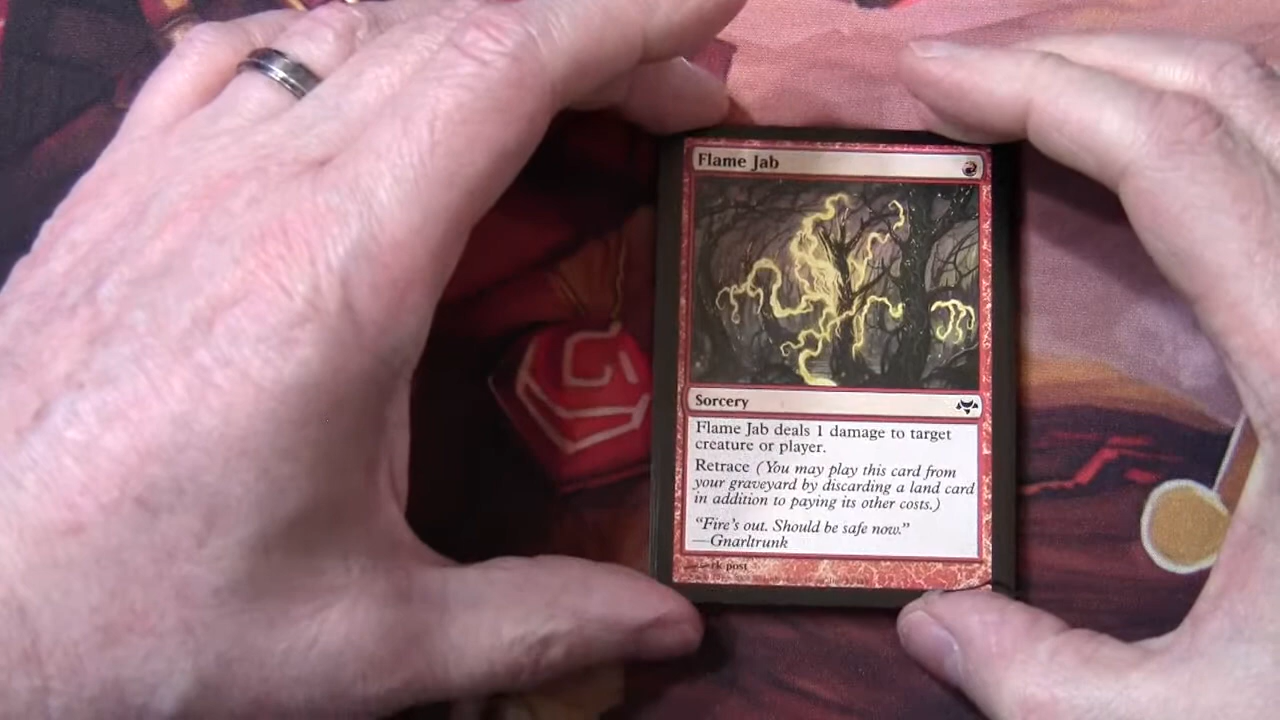 Flame Jab
Sorcery
Flame Jab deals 1 damage to target
creature or player.
Retrace (You may play this card from
your graveyard by discarding a land card
in addition to paying its other costs.)
"Fire's out. Should be safe now."
—Gnarltrunk
post